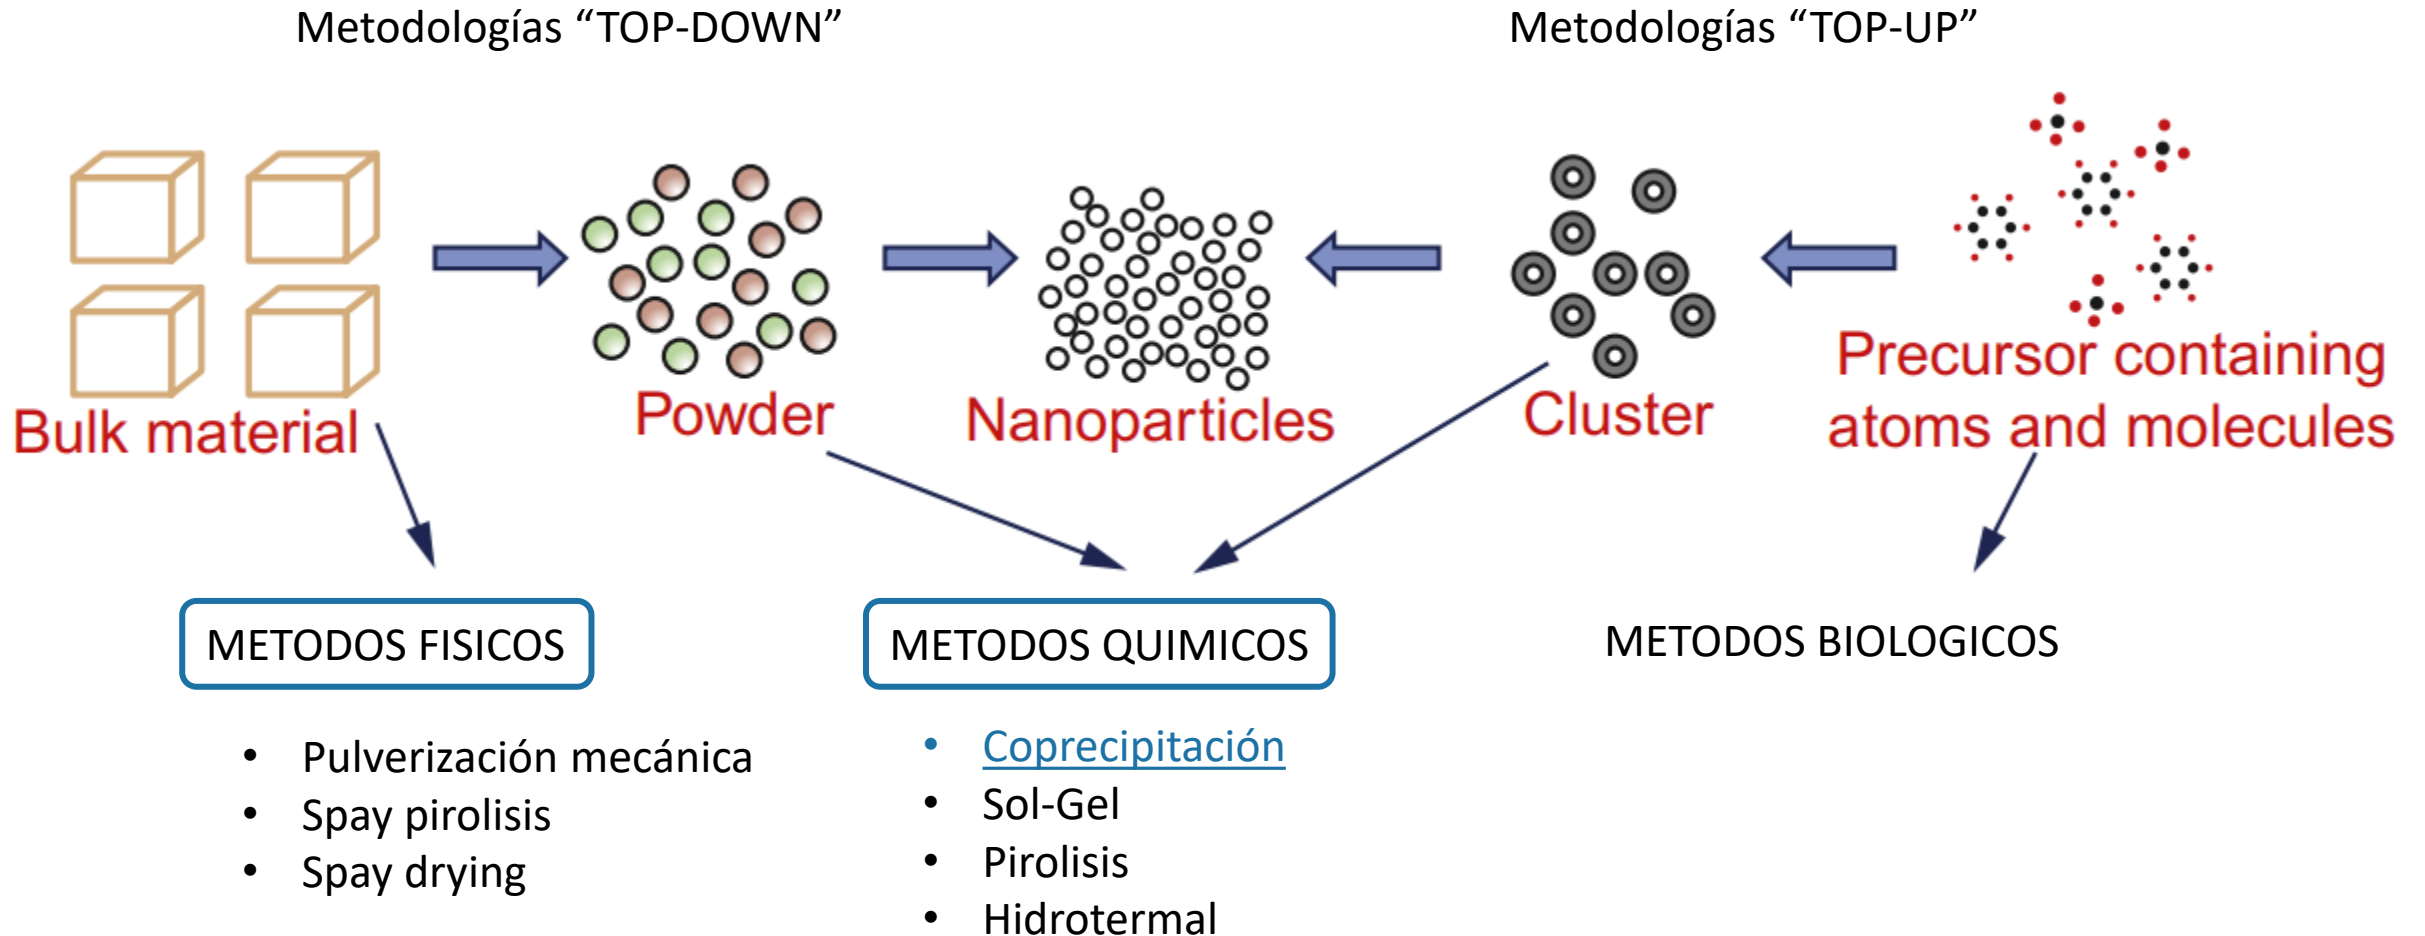 Metodologías “TOP-DOWN”
Metodologías “TOP-UP”
Bulk material
Powder
Nanoparticles
Cluster
Precursor containing
atoms and molecules
METODOS FISICOS
METODOS QUIMICOS
METODOS BIOLOGICOS
• Pulverización mecánica
• Spay pirolisis
• Spay drying
• Coprecipitación
• Sol-Gel
• Pirolisis
• Hidrotermal